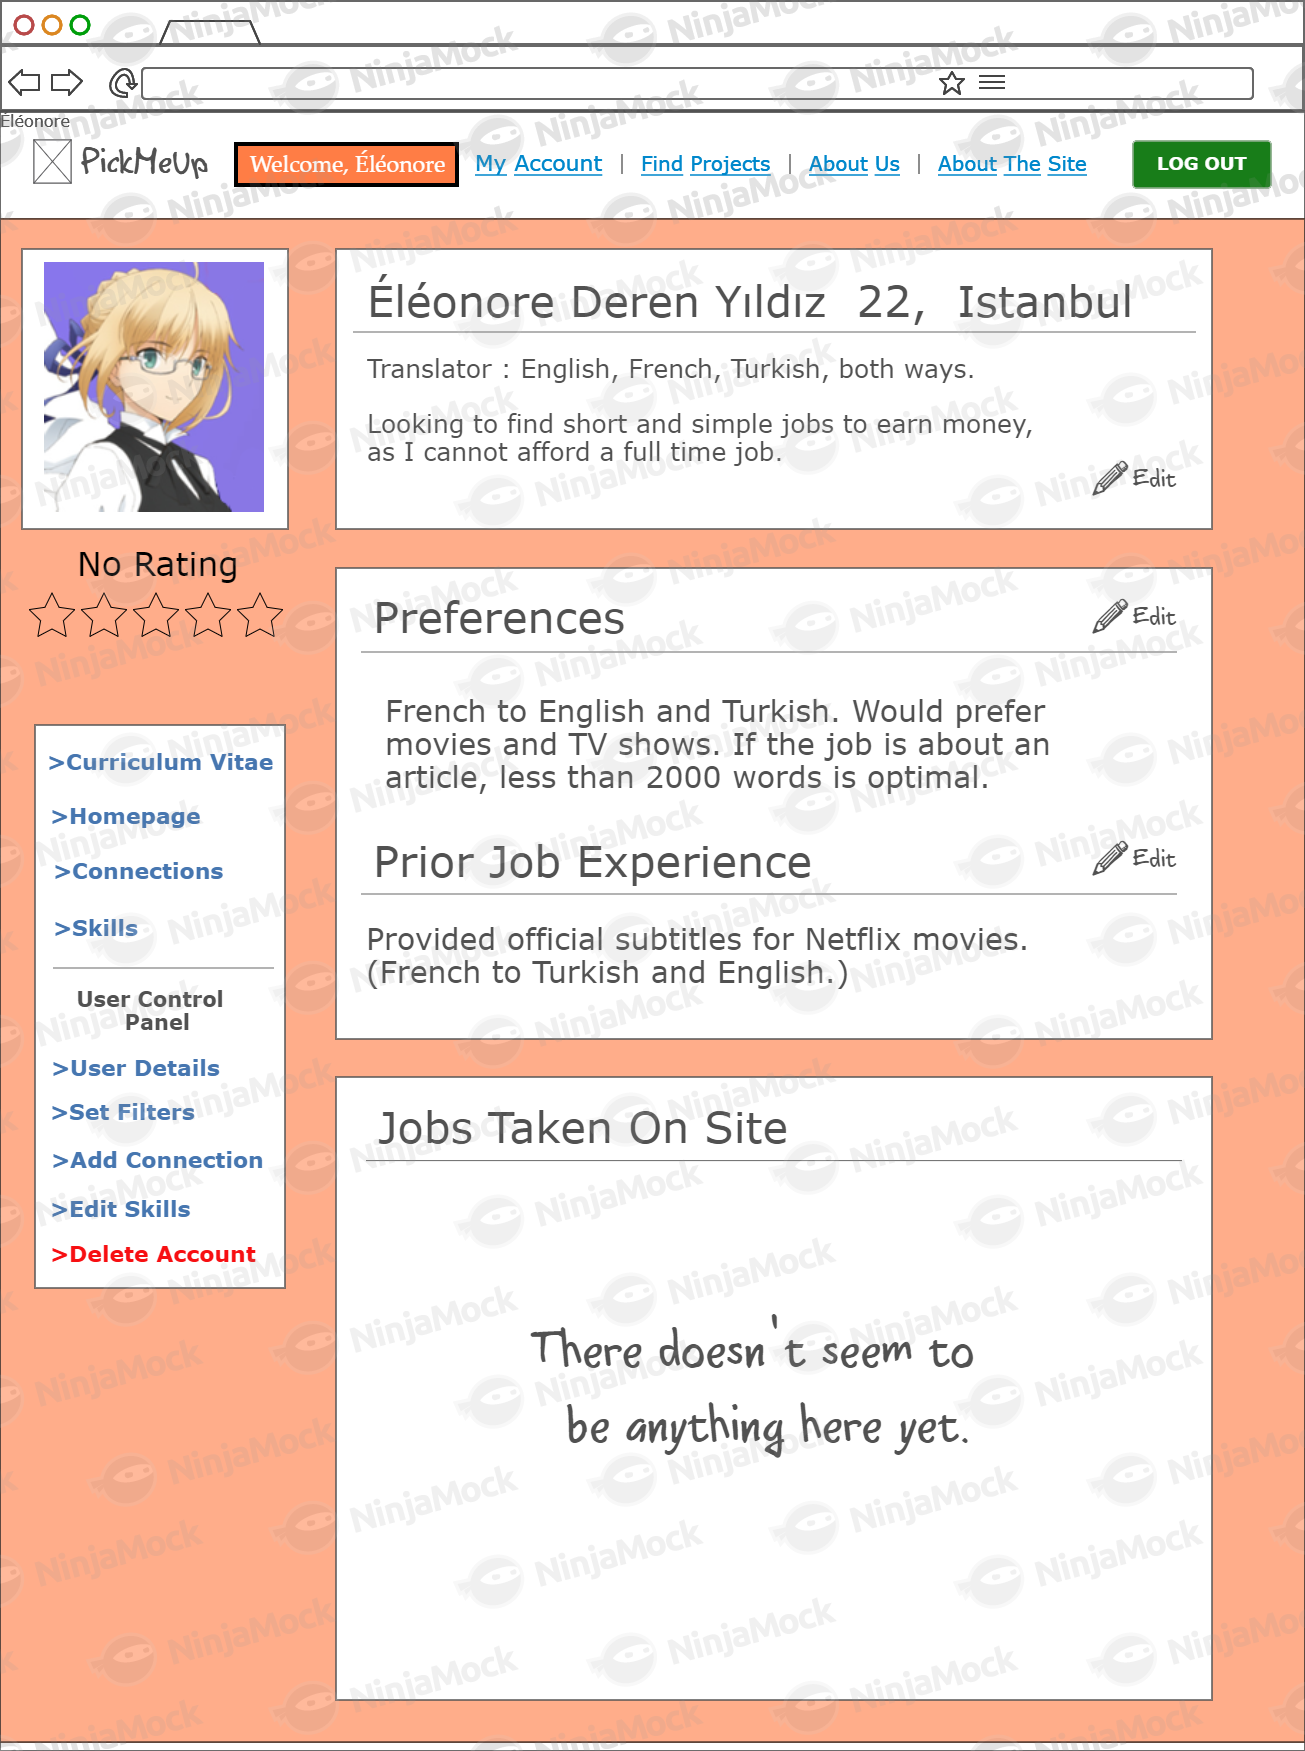 Éléonore
PickMeUp
Welcome, Éléonore
My Account | Find Projects | About Us | About The Site
LOG OUT
Éléonore Deren Yıldız 22, Istanbul
Translator : English, French, Turkish, both ways.
Looking to find short and simple jobs to earn money,
as I cannot afford a full time job.
Edit
No Rating
Preferences
Edit
French to English and Turkish. Would prefer
movies and TV shows. If the job is about an
article, less than 2000 words is optimal.
Prior Job Experience
Edit
Provided official subtitles for Netflix movies.
(French to Turkish and English.)
>Curriculum Vitae
>Homepage
>Connections
>Skills
User Control
Panel
>User Details
>Set Filters
>Add Connection
>Edit Skills
>Delete Account
Jobs Taken On Site
There doesn't seem to
be anything here yet.
NinjaMock